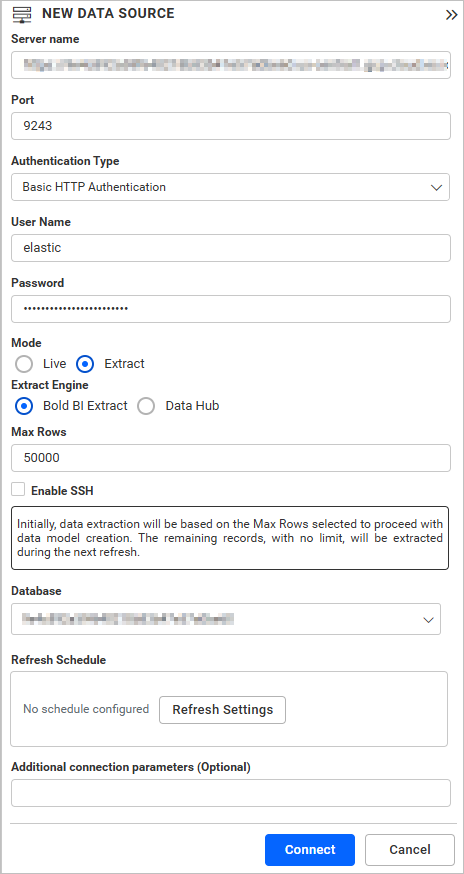 NEW DATA SOURCE
Server name
Port
9243
Authentication Type
Basic HTTP Authentication
User Name
elastic
Password
••••••••••••••••••••••••
Mode
Live Extract
Extract Engine
Bold BI Extract Data Hub
Max Rows
50000
Enable SSH
Initially, data extraction will be based on the Max Rows selected to proceed with
data model creation. The remaining records, with no limit, will be extracted
during the next refresh.
Database
Refresh Schedule
No schedule configured Refresh Settings
Additional connection parameters (Optional)
Connect Cancel